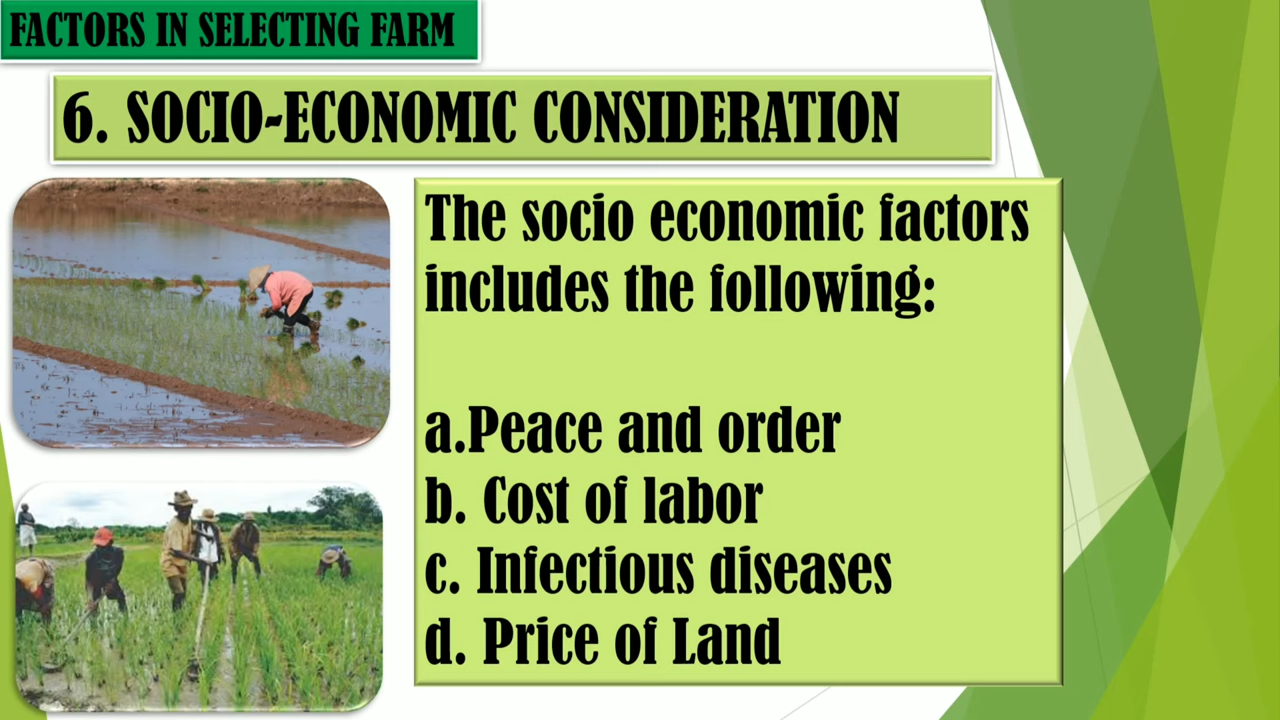 FACTORS IN SELECTING FARM
6. SOCIO-ECONOMIC CONSIDERATION
The socio economic factors
includes the following:
a.Peace and order
b. Cost of labor
c. Infectious diseases
d. Price of Land